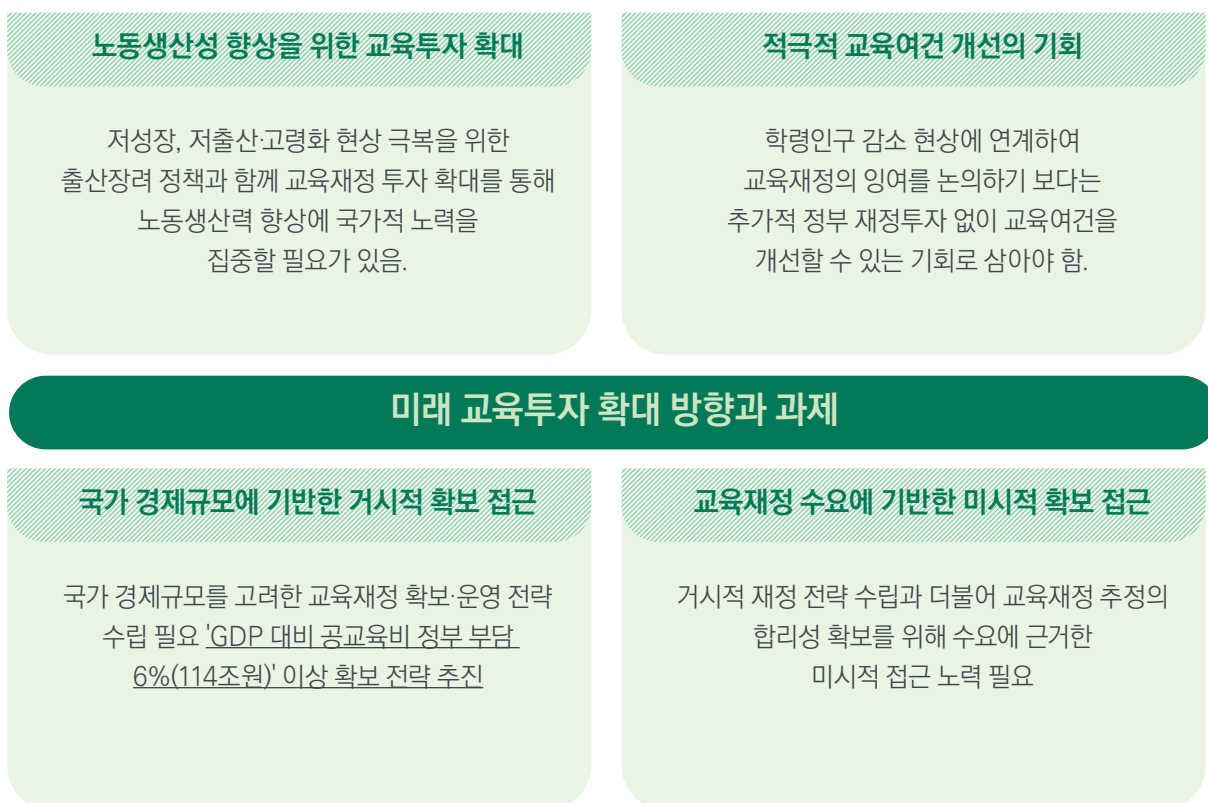 노동생산성 향상을 위한 교육투자 확대
저성장, 저출산·고령화 현상 극복을 위한
출산장려 정책과 함께 교육재정 투자 확대를 통해
노동생산력 향상에 국가적 노력을
집중할 필요가 있음.
적극적 교육여건 개선의 기회
학령인구 감소 현상에 연계하여
교육재정의 잉여를 논의하기 보다는
추가적 정부 재정투자 없이 교육여건을
개선할 수 있는 기회로 삼아야 함.
미래 교육투자 확대 방향과 과제
국가 경제규모에 기반한 거시적 확보 접근
국가 경제규모를 고려한 교육재정 확보·운영 전략
수립 필요 'GDP 대비 공교육비 정부 부담
6%(114조원)' 이상 확보 전략 추진
교육재정 수요에 기반한 미시적 확보 접근
거시적 재정 전략 수립과 더불어 교육재정 추정의
합리성 확보를 위해 수요에 근거한
미시적 접근 노력 필요